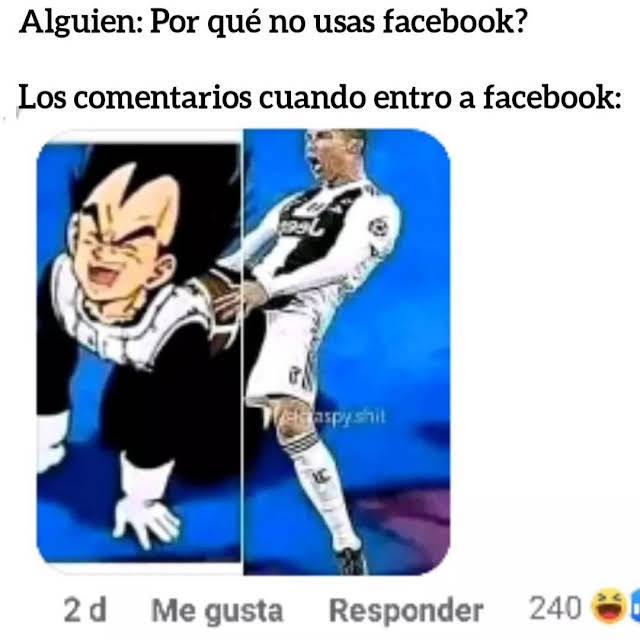 Alguien: Por qué no usas facebook?
Los comentarios cuando entro a facebook:
2 d Me gusta Responder 240